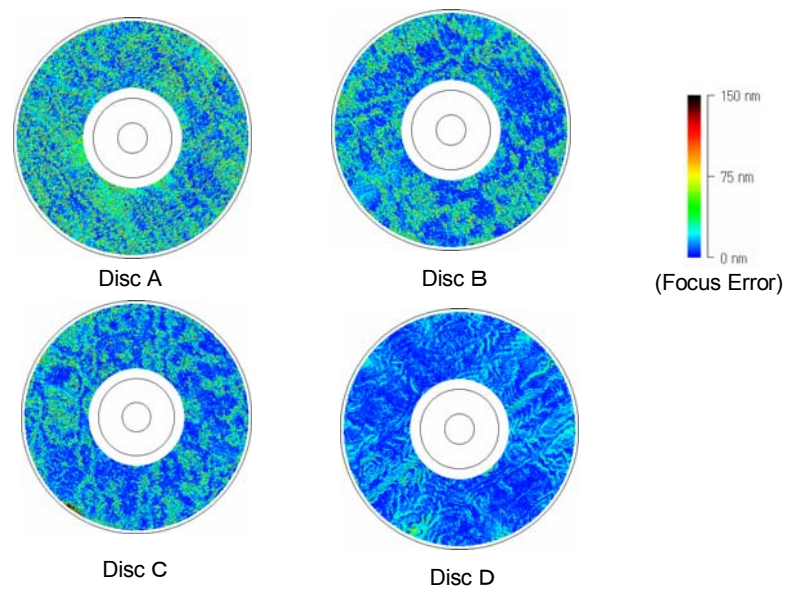 150 nm
75 nm
0 nm
(Focus Error)
Disc A
Disc B
Disc C
Disc D